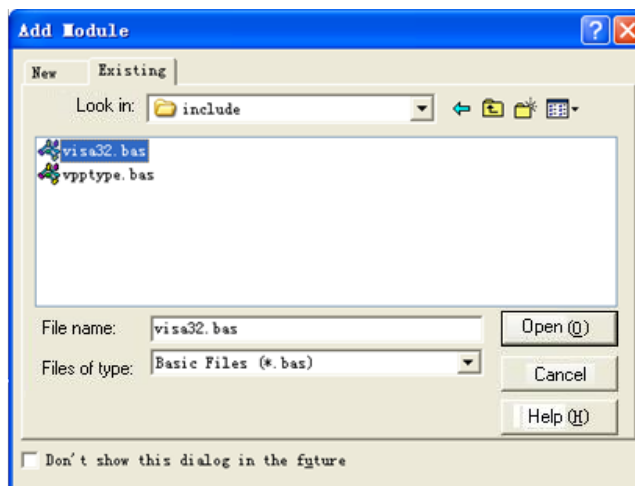 Add Module
New Existing
Look in: include
visa32.bas
vpptype.bas
File name: visa32.bas Open (O)
Files of type: Basic Files (*.bas) Cancel
Help (H)
Don't show this dialog in the future